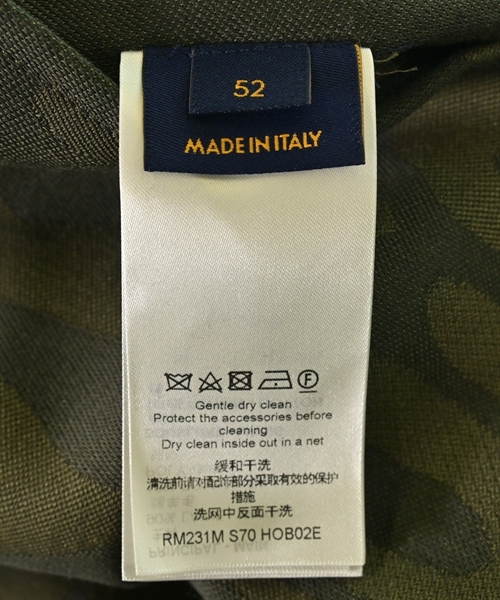 52
MADE IN ITALY
Gentle dry clean
Protect the accessories before
cleaning
Dry clean inside out in a net
缓和干洗
清洗前请对配饰部分采取有效的保护
措施
洗网中反面干洗
RM231M S70 HOB02E